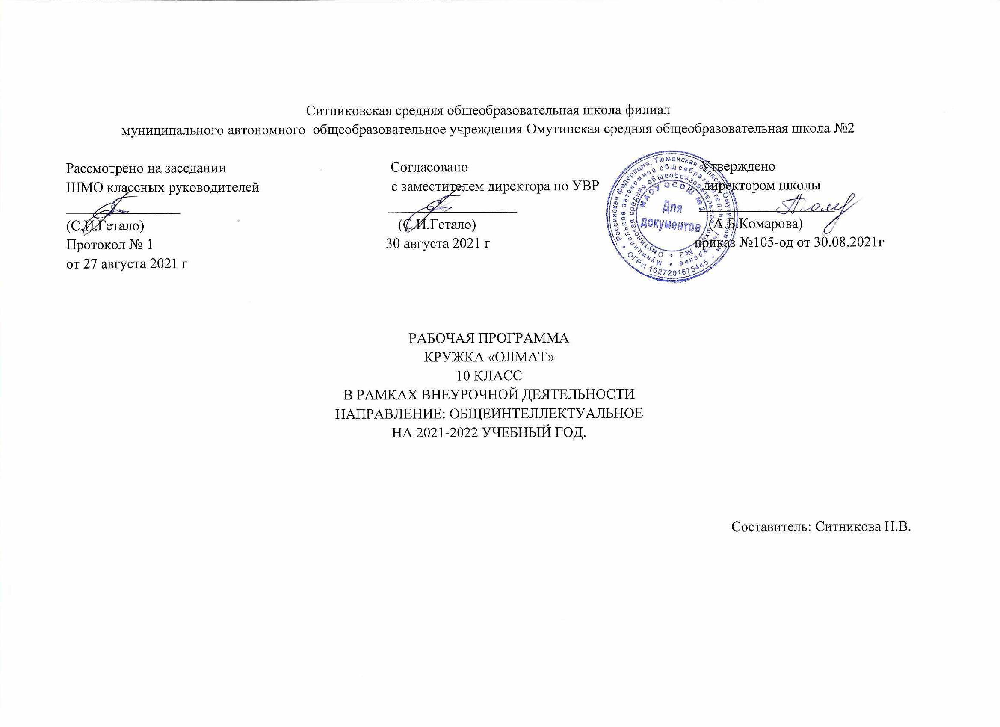 Ситниковская средняя общеобразовательная школа филиал
муниципального автономного общеобразовательное учреждения Омутинская средняя общеобразовательная школа №2
Рассмотрено на заседании
ШМО классных руководителей
(С.И.Гетало)
Протокол № 1
от 27 августа 2021 г
Согласовано
с заместителем директора по УВР
(С.И.Гетало)
30 августа 2021 г
Утверждено
директором школы
(А.Б.Комарова)
приказ №105-од от 30.08.2021г
Российская Федерация, Тюменская область, Омутинский
ОГРН 1027201675445
Муниципальное автономное общеобразовательное учреждение
Омутинская средняя общеобразовательная школа №2
МАОУ ОСОШ №2
Для
документов
РАБОЧАЯ ПРОГРАММА
КРУЖКА «ОЛМАТ»
10 КЛАСС
В РАМКАХ ВНЕУРОЧНОЙ ДЕЯТЕЛЬНОСТИ
НАПРАВЛЕНИЕ: ОБЩЕИНТЕЛЛЕКТУАЛЬНОЕ
НА 2021-2022 УЧЕБНЫЙ ГОД.
Составитель: Ситникова Н.В.